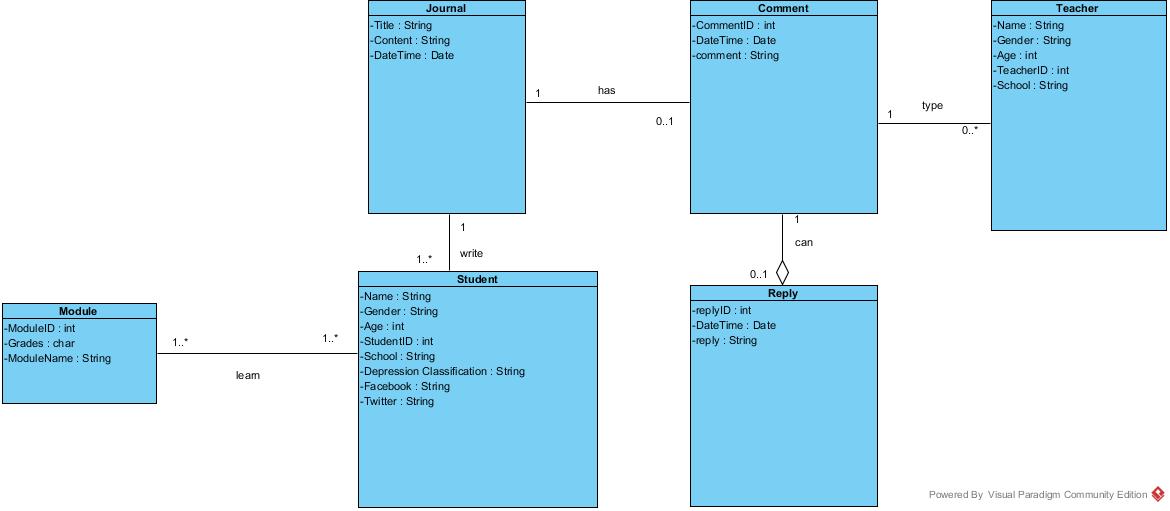 Journal
-Title : String
-Content : String
-DateTime : Date
Comment
-CommentID : int
-DateTime : Date
-comment : String
Teacher
-Name : String
-Gender : String
-Age : int
-TeacherID : int
-School : String
1
has
0..1
1
type
0..*
1
write
1..*
1
can
0..1
Student
-Name : String
-Gender : String
-Age : int
-StudentID : int
-School : String
-Depression Classification : String
-Facebook : String
-Twitter : String
Reply
-replyID : int
-DateTime : Date
-reply : String
Module
-ModuleID : int
-Grades : char
-ModuleName : String
1..*
1..*
learn
Powered By Visual Paradigm Community Edition